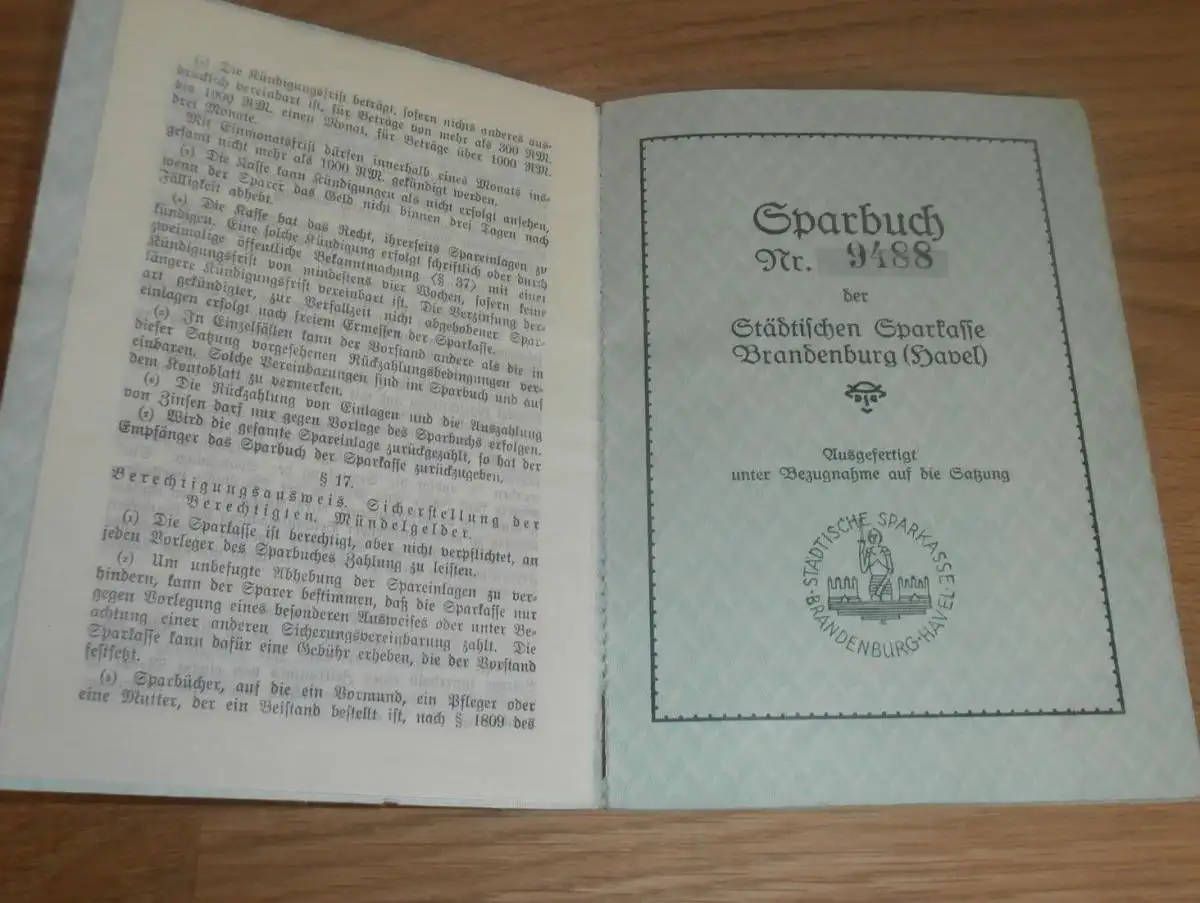 (1) Die Kündigungsfrist beträgt, sofern nichts anderes aus-
drücklich vereinbart ist, für Beträge von mehr als 300 RM.
bis 1000 RM. einen Monat, für Beträge über 1000 RM.
drei Monate.
Mit Einmonatsfrist dürfen innerhalb eines Monats ins-
gesamt nicht mehr als 1000 RM. gekündigt werden.
Die Kasse kann Kündigungen als nicht erfolgt ansehen,
wenn der Sparer das Geld nicht binnen drei Tagen nach
Fälligkeit abhebt.
Die Kasse hat das Recht, ihrerseits Spareinlagen zu
kündigen. Eine solche Kündigung erfolgt schriftlich oder durch
zweimalige öffentliche Bekanntmachung (§ 37) mit einer
Kündigungsfrist von mindestens vier Wochen, sofern keine
längere Kündigungsfrist vereinbart ist. Die Verzinsung der-
art gekündigter, zur Verfallzeit nicht abgehobener Spar-
einlagen erfolgt nach freiem Ermessen der Sparkasse.
In Einzelfällen kann der Vorstand andere als die in
dieser Satzung vorgesehenen Rückzahlungsbedingungen ver-
einbaren. Solche Vereinbarungen sind im Sparbuch und auf
dem Kontoblatt zu vermerken.
(6) Die Rückzahlung von Einlagen und die Auszahlung
von Zinsen darf nur gegen Vorlage des Sparbuchs erfolgen.
(7) Wird die gesamte Spareinlage zurückgezahlt, so hat der
Empfänger das Sparbuch der Sparkasse zurückzugeben.
§ 17.
Berechtigungsausweis. Sicherstellung der
Berechtigten. Mündelgelder.
(1) Die Sparkasse ist berechtigt, aber nicht verpflichtet, an
jeden Vorleger des Sparbuches Zahlung zu leisten.
(2) Um unbefugte Abhebung der Spareinlagen zu ver-
hindern, kann der Sparer bestimmen, daß die Sparkasse nur
gegen Vorlegung eines besonderen Ausweises oder unter Be-
achtung einer anderen Sicherungsvereinbarung zahlt. Die
Sparkasse kann dafür eine Gebühr erheben, die der Vorstand
festsetzt.
(3) Sparbücher, auf die ein Vormund, ein Pfleger oder
eine Mutter, der ein Beistand bestellt ist, nach § 1809 des
Sparbuch
Nr. 9488
der
Städtischen Sparkasse
Brandenburg (Havel)
Ausgefertigt
unter Bezugnahme auf die Satzung
STÄDTISCHE SPARKASSE
BRANDENBURG · HAVEL